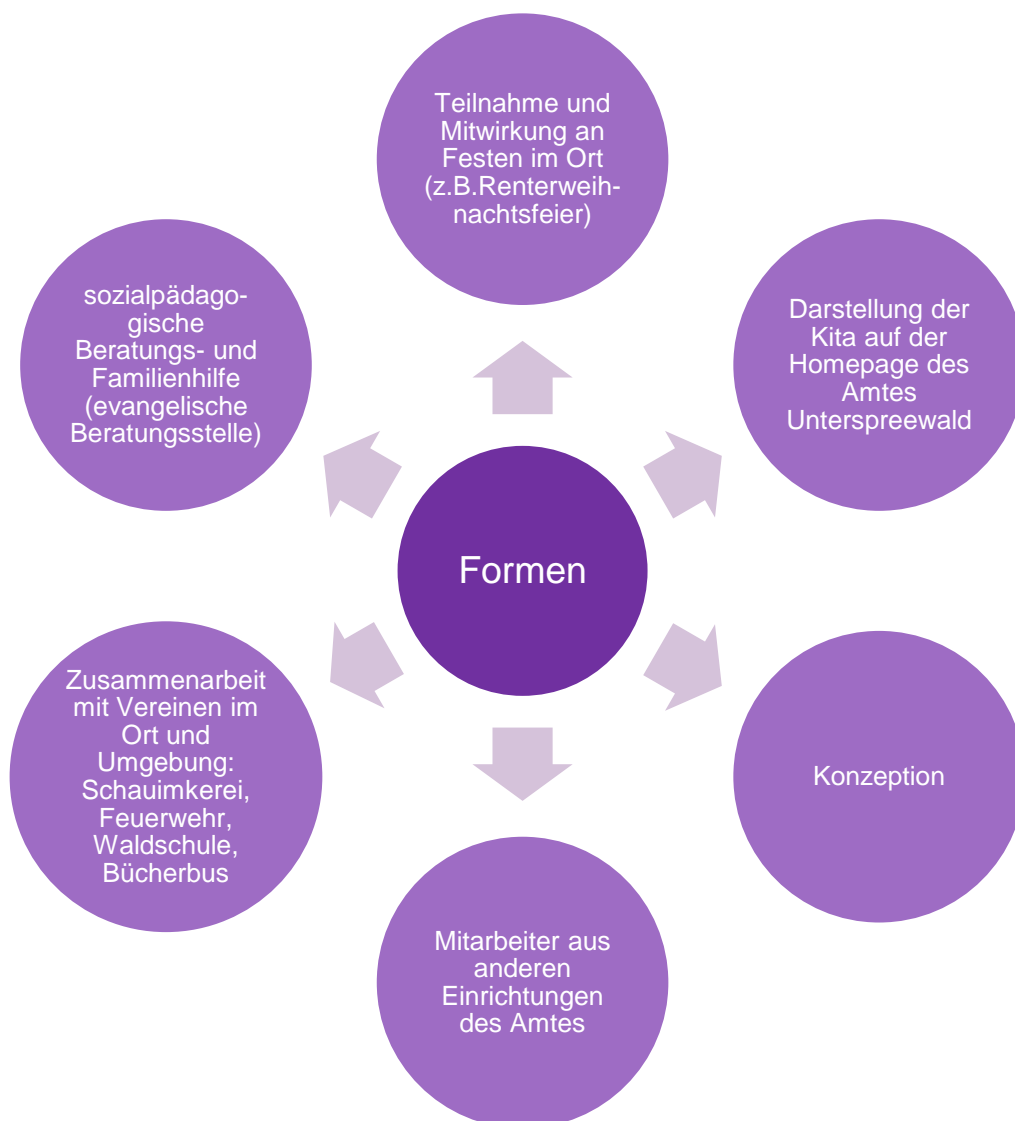 Teilnahme und
Mitwirkung an
Festen im Ort
(z.B.Renterweih-
nachtsfeier)
Darstellung der
Kita auf der
Homepage des
Amtes
Unterspreewald
Konzeption
Mitarbeiter aus
anderen
Einrichtungen
des Amtes
Zusammenarbeit
mit Vereinen im
Ort und
Umgebung:
Schauimkerei,
Feuerwehr,
Waldschule,
Bücherbus
sozialpädago-
gische
Beratungs- und
Familienhilfe
(evangelische
Beratungsstelle)
Formen